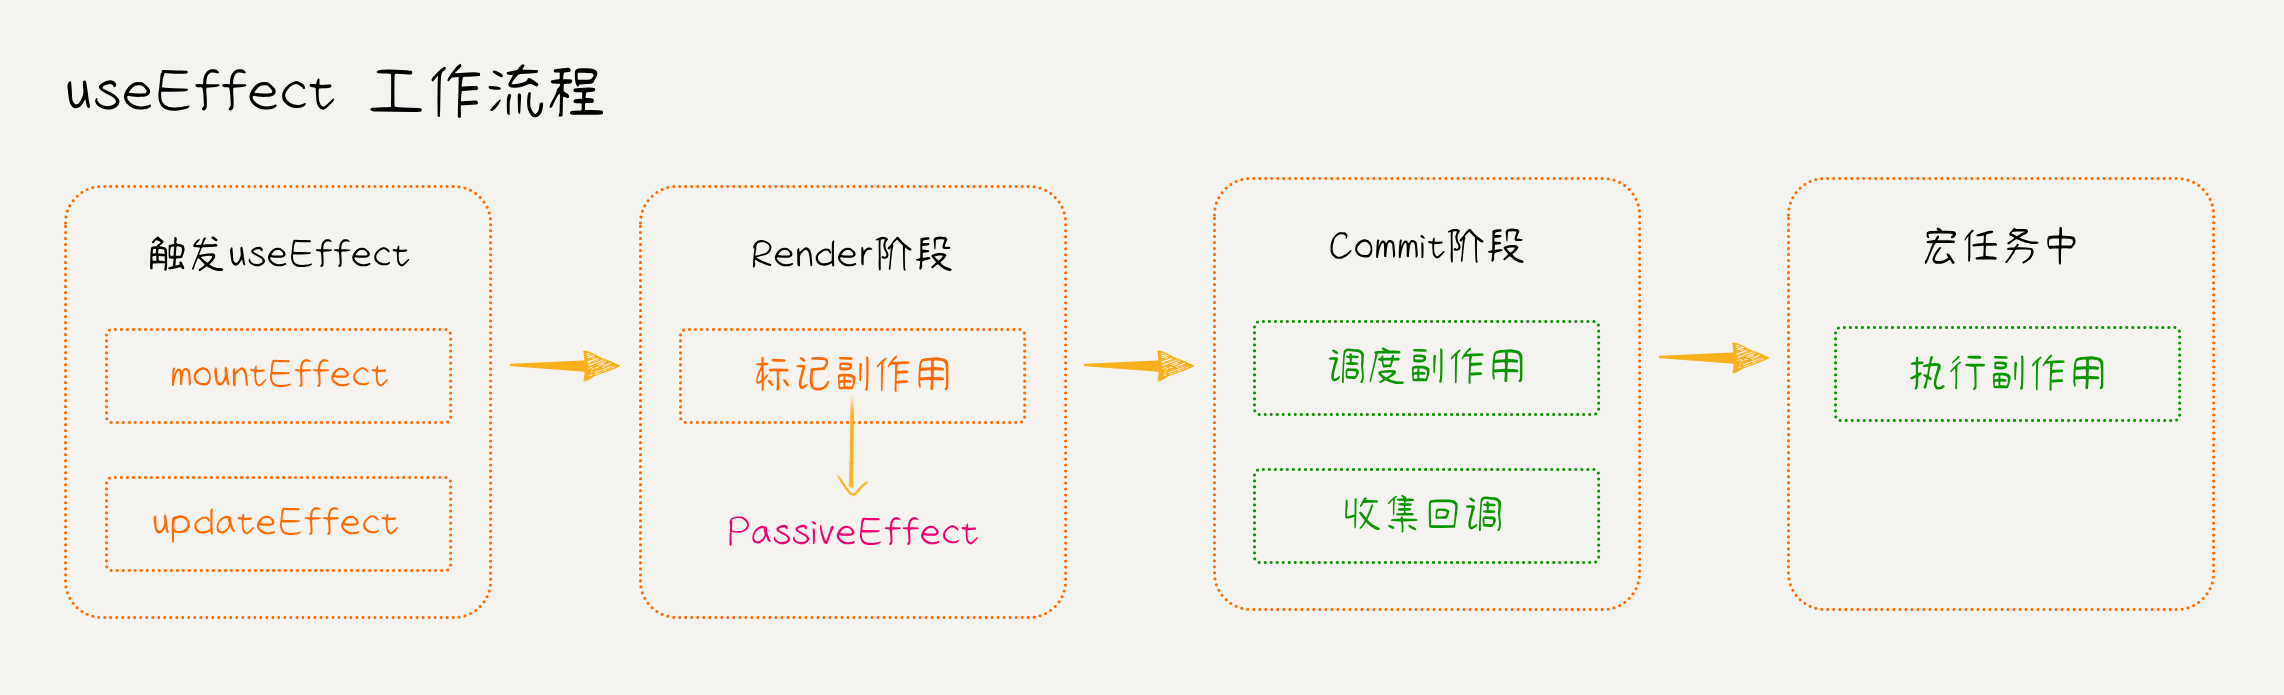 useEffect 工作流程
触发useEffect
mountEffect
updateEffect
Render阶段
标记副作用
PassiveEffect
Commit阶段
调度副作用
收集回调
宏任务中
执行副作用